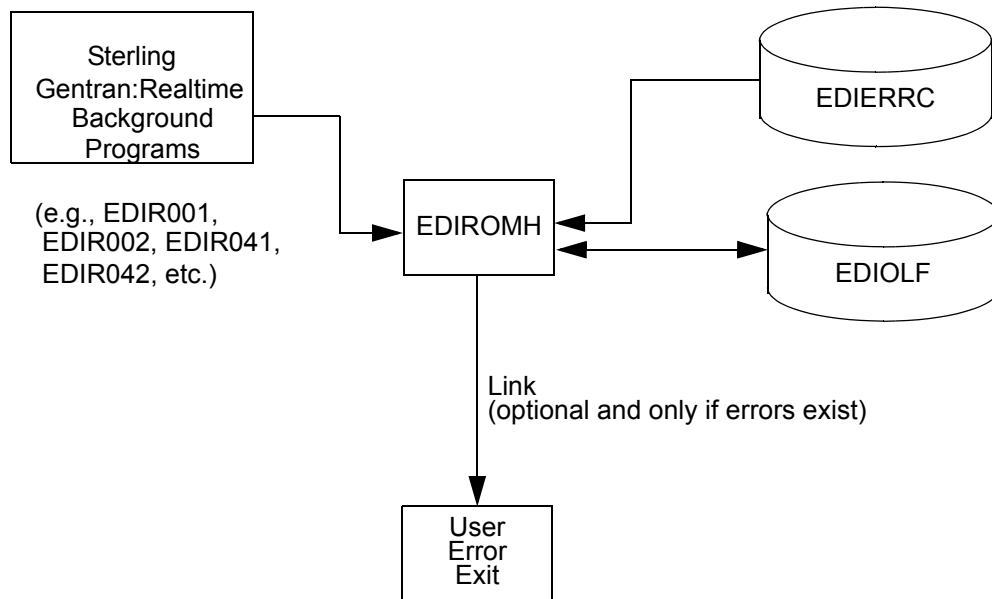 Sterling
Gentran:Realtime
Background
Programs
(e.g., EDIR001,
EDIR002, EDIR041,
EDIR042, etc.)
EDIROMH
EDIERRC
EDIOLF
Link
(optional and only if errors exist)
User
Error
Exit